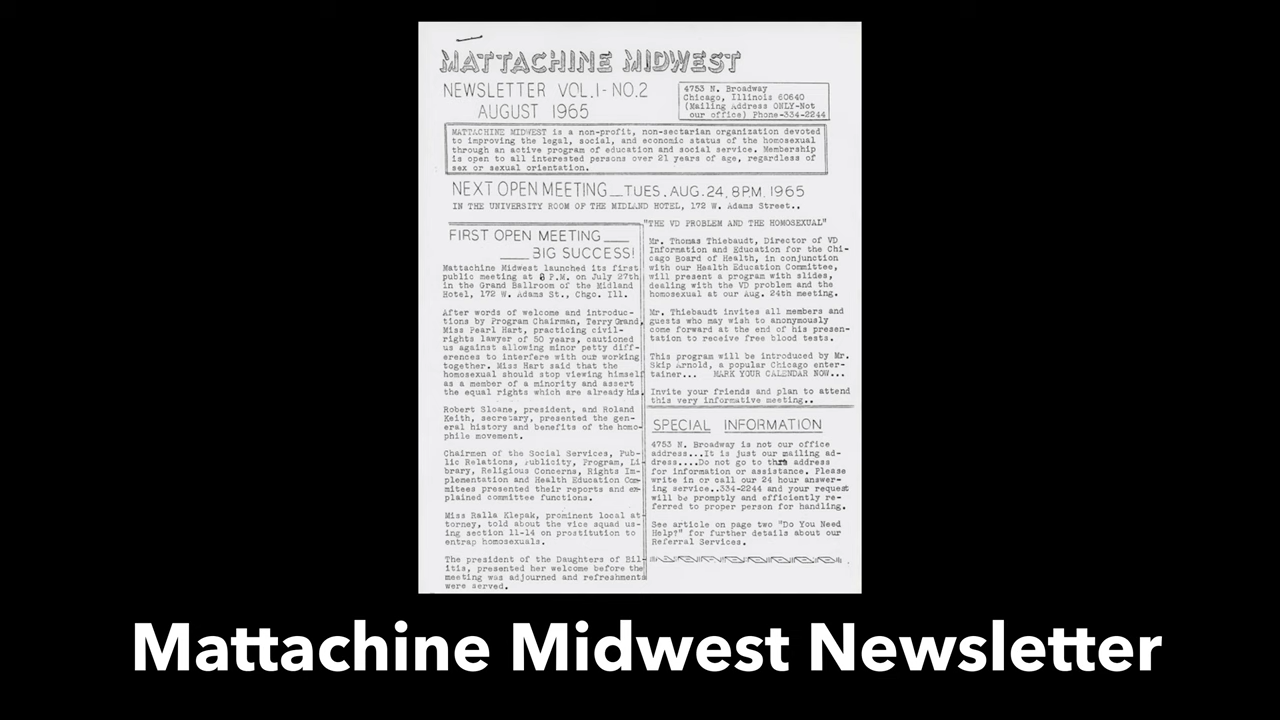 MATTACHINE MIDWEST
NEWSLETTER VOL.1-NO.2
AUGUST 1965
4753 N. Broadway
Chicago, Illinois 60640
(Mailing Address ONLY-Not
our office) Phone-334-2244
MATTACHINE MIDWEST is a non-profit, non-sectarian organization devoted
to improving the legal, social, and economic status of the homosexual
through an active program of education and social service. Membership
is open to all interested persons over 21 years of age, regardless of
sex or sexual orientation.
NEXT OPEN MEETING__TUES.AUG.24,8P.M.1965
IN THE UNIVERSITY ROOM OF THE MIDLAND HOTEL, 172 W. Adams Street..
FIRST OPEN MEETING____
____BIG SUCCESS!
Mattachine Midwest launched its first
public meeting at 8 P.M. on July 27th
in the Grand Ballroom of the Midland
Hotel, 172 W. Adams St., Chgo. Ill.
After words of welcome and introduc-
tions by Program Chairman, Terry Grand,
Miss Pearl Hart, practicing civil-
rights lawyer of 50 years, cautioned
us against allowing minor petty diff-
erences to interfere with our working
together. Miss Hart said that the
homosexual should stop viewing himself
as a member of a minority and assert
the equal rights which are already his.
Robert Sloane, president, and Roland
Keith, secretary, presented the gen-
eral history and benefits of the homo-
phile movement.
Chairmen of the Social Services, Pub-
lic Relations, Publicity, Program, Li-
brary, Religious Concerns, Rights Im-
plementation and Health Education Com-
mitees presented their reports and ex-
plained committee functions.
Miss Ralla Klepak, prominent local at-
torney, told about the vice squad us-
ing section 11-14 on prostitution to
entrap homosexuals.
The president of the Daughters of Bil-
itis, presented her welcome before the
meeting was adjourned and refreshments
were served.
"THE VD PROBLEM AND THE HOMOSEXUAL"
Mr. Thomas Thiebaudt, Director of VD
Information and Education for the Chi-
cago Board of Health, in conjunction
with our Health Education Committee,
will present a program with slides,
dealing with the VD problem and the
homosexual at our Aug. 24th meeting.
Mr. Thiebaudt invites all members and
guests who may wish to anonymously
come forward at the end of his presen-
tation to receive free blood tests.
This program will be introduced by Mr.
Skip Arnold, a popular Chicago enter-
tainer... MARK YOUR CALENDAR NOW...
Invite your friends and plan to attend
this very informative meeting..
SPECIAL INFORMATION
4753 N. Broadway is not our office
address...It is just our mailing ad-
dress....Do not go to this address
for information or assistance. Please
write in or call our 24 hour answer-
ing service..334-2244 and your request
will be promptly and efficiently re-
ferred to proper person for handling.
See article on page two "Do You Need
Help?" for further details about our
Referral Services.
Mattachine Midwest Newsletter